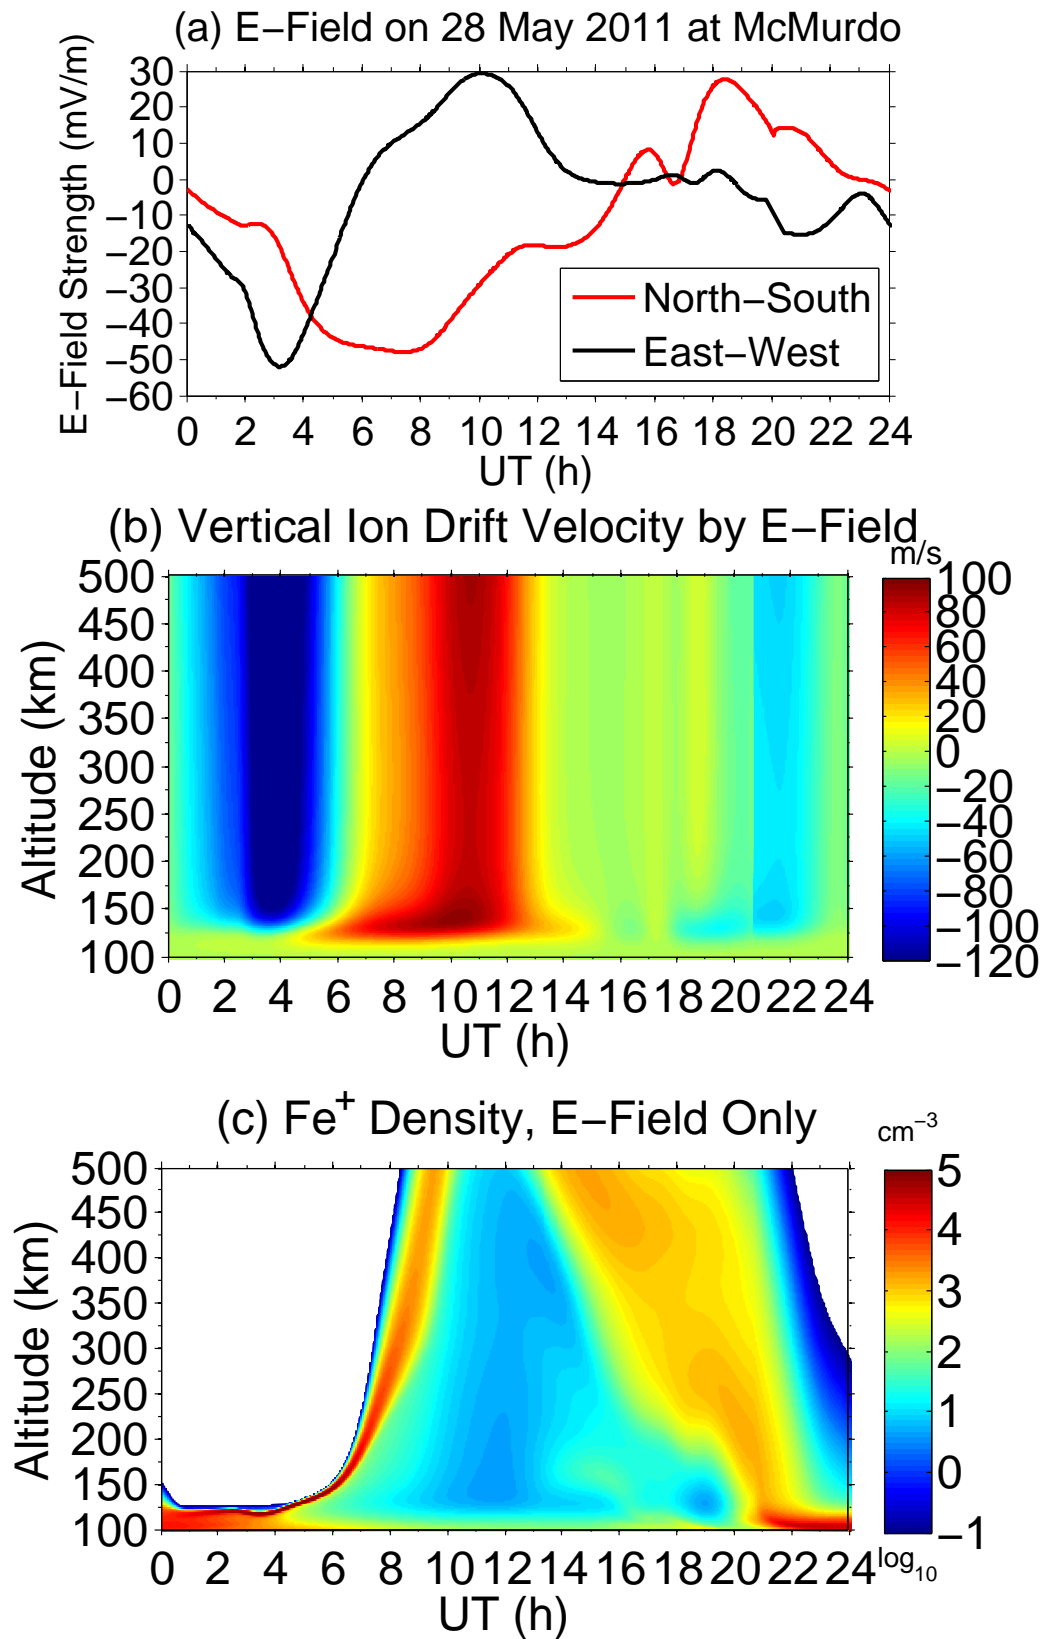 (a) E−Field on 28 May 2011 at McMurdo
E−Field Strength (mV/m)
30
20
10
0
−10
−20
−30
−40
−50
−60
North−South
East−West
0 2 4 6 8 10 12 14 16 18 20 22 24
UT (h)
(b) Vertical Ion Drift Velocity by E−Field
m/s
Altitude (km)
500
450
400
350
300
250
200
150
100
100
80
60
40
20
0
−20
−40
−60
−80
−100
−120
0 2 4 6 8 10 12 14 16 18 20 22 24
UT (h)
(c) Fe+ Density, E−Field Only
cm−3
Altitude (km)
500
450
400
350
300
250
200
150
100
5
4
3
2
1
0
−1
log10
0 2 4 6 8 10 12 14 16 18 20 22 24
UT (h)